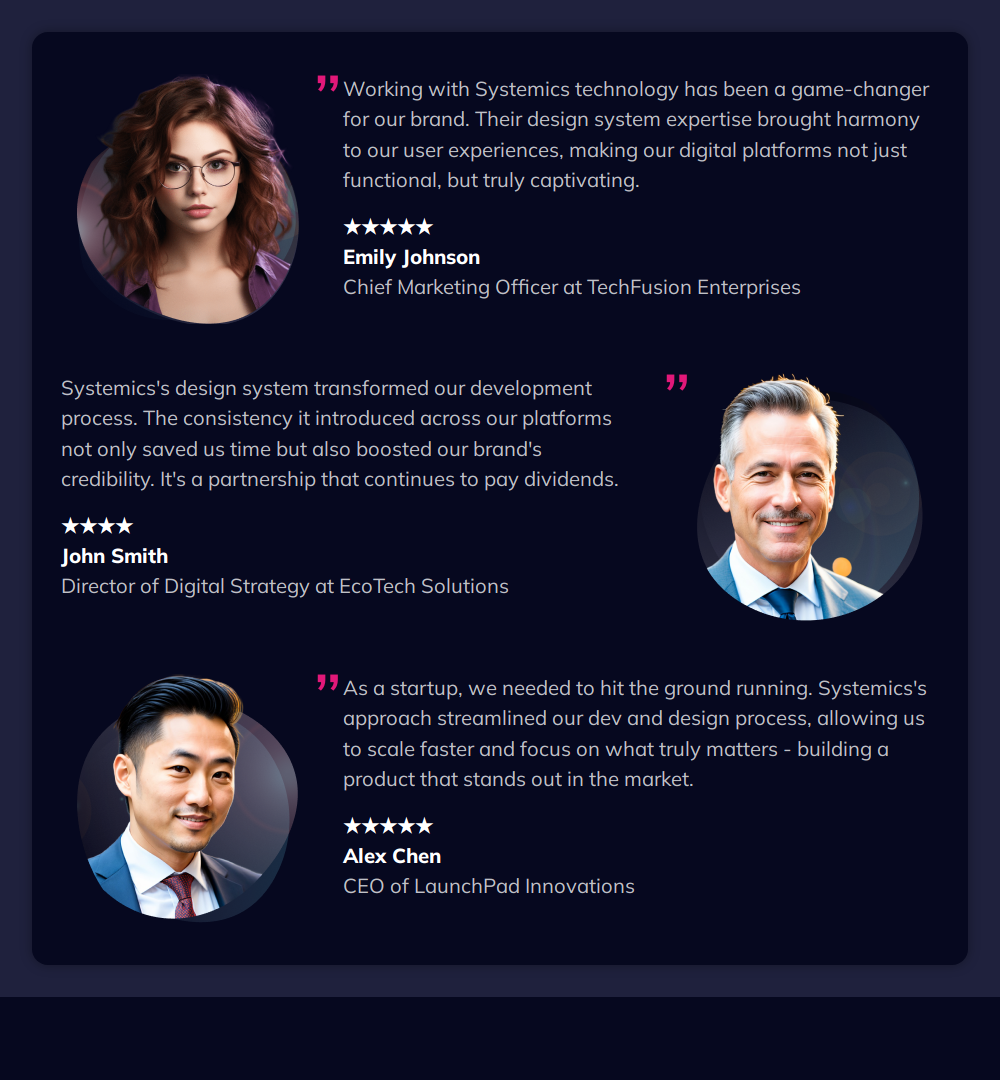 ”Working with Systemics technology has been a game-changer
for our brand. Their design system expertise brought harmony
to our user experiences, making our digital platforms not just
functional, but truly captivating.
★★★★★
Emily Johnson
Chief Marketing Officer at TechFusion Enterprises
Systemics's design system transformed our development ”
process. The consistency it introduced across our platforms
not only saved us time but also boosted our brand's
credibility. It's a partnership that continues to pay dividends.
★★★★
John Smith
Director of Digital Strategy at EcoTech Solutions
”As a startup, we needed to hit the ground running. Systemics's
approach streamlined our dev and design process, allowing us
to scale faster and focus on what truly matters - building a
product that stands out in the market.
★★★★★
Alex Chen
CEO of LaunchPad Innovations